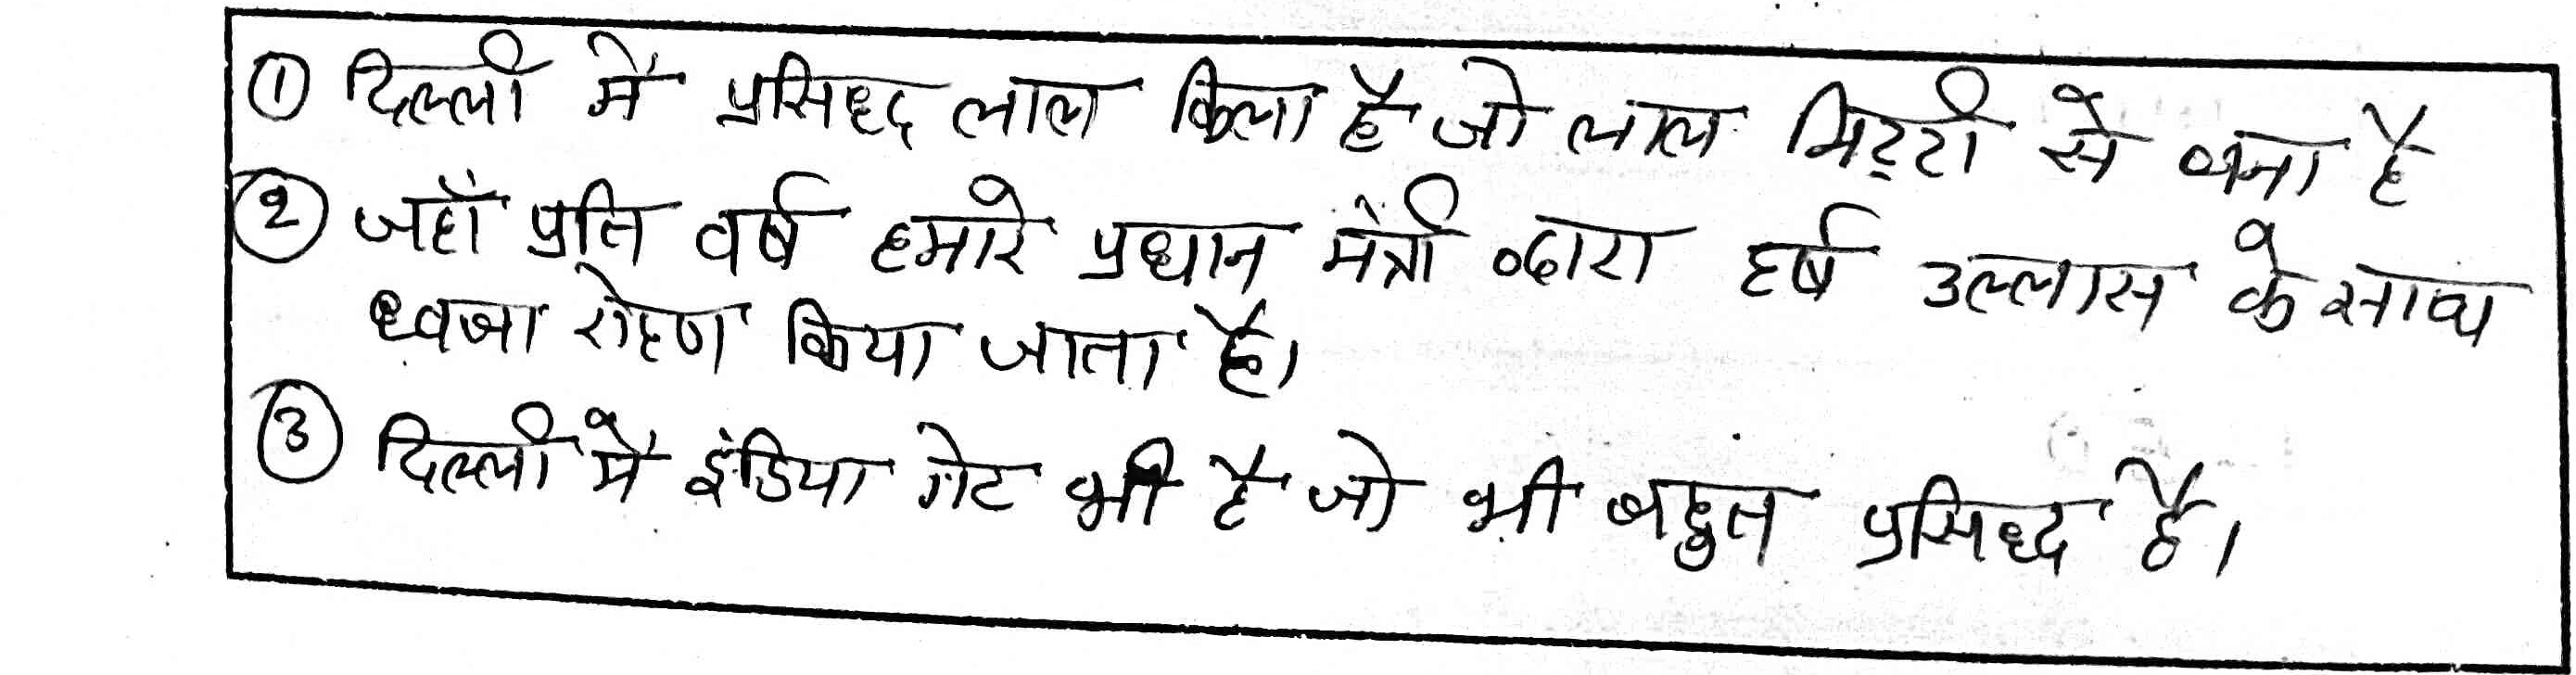 ① दिल्ली में प्रसिध्द लाल किला है जो लाल मिट्टी से बना है
② जहाँ प्रति वर्ष हमारे प्रधान मंत्री व्दारा हर्ष उल्लास के साथ
ध्वजा रोहण किया जाता है।
③ दिल्ली में इंडिया गेट भी है जो भी बहुत प्रसिध्द है।